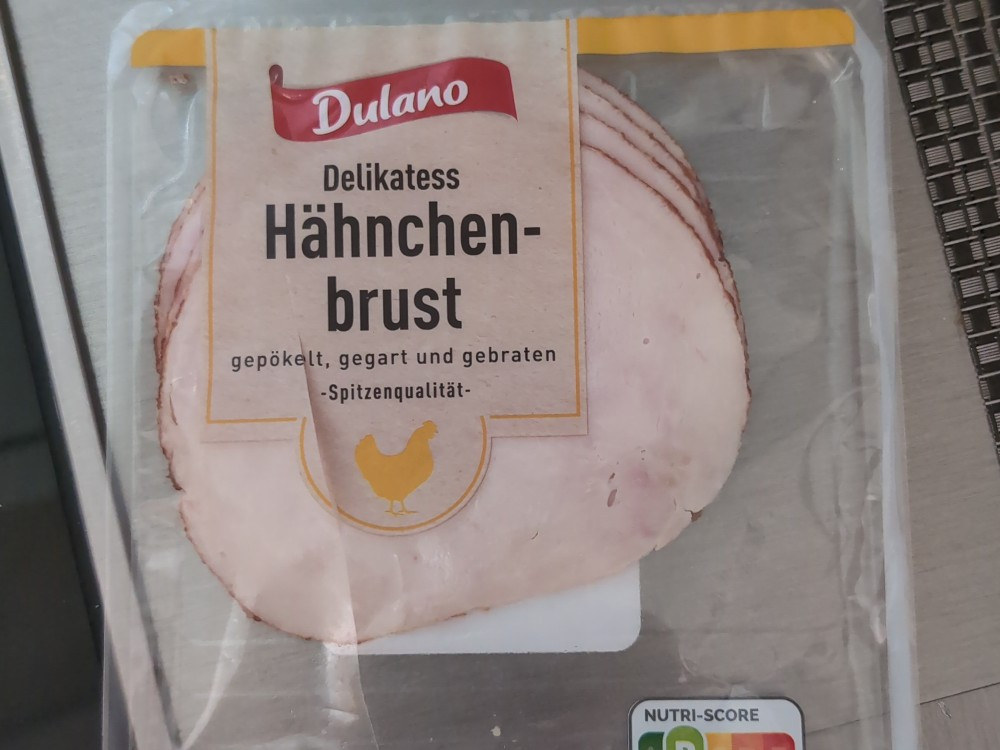 Dulano
Delikatess
Hähnchen-
brust
gepökelt, gegart und gebraten
-Spitzenqualität-
NUTRI-SCORE